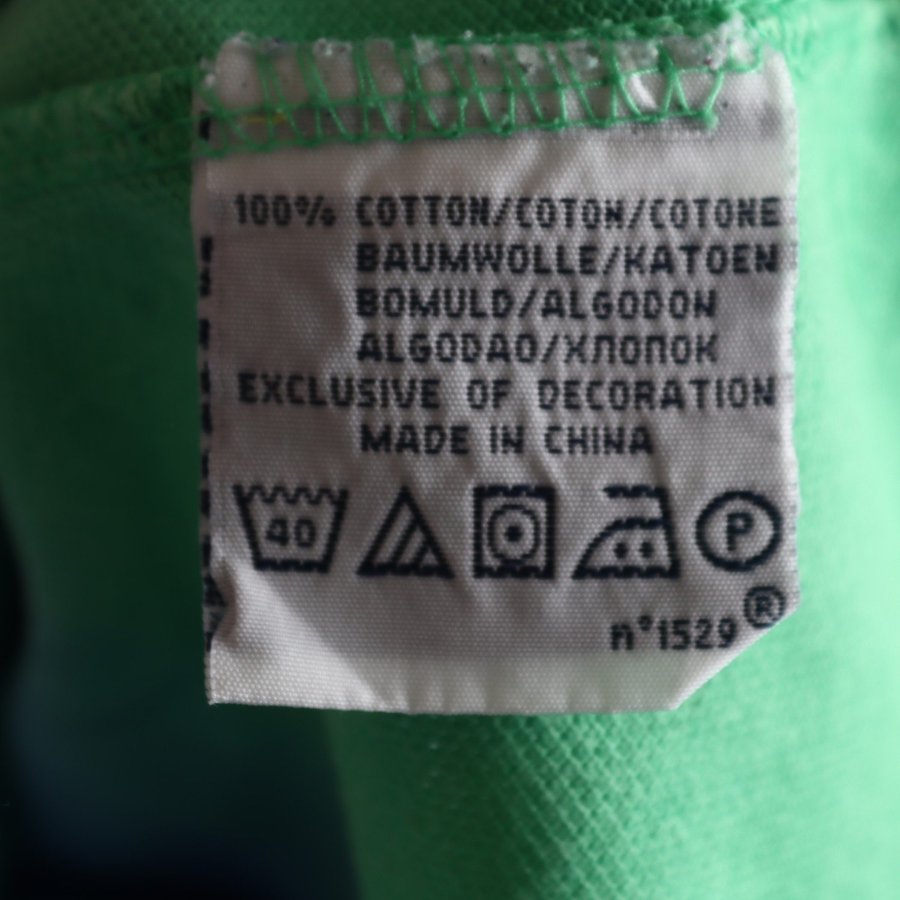 100% COTTON/COTON/COTONE
BAUMWOLLE/KATOEN
BOMULD/ALGODON
ALGODAO/ХЛОПОК
EXCLUSIVE OF DECORATION
MADE IN CHINA
40
P
n°1529 ®